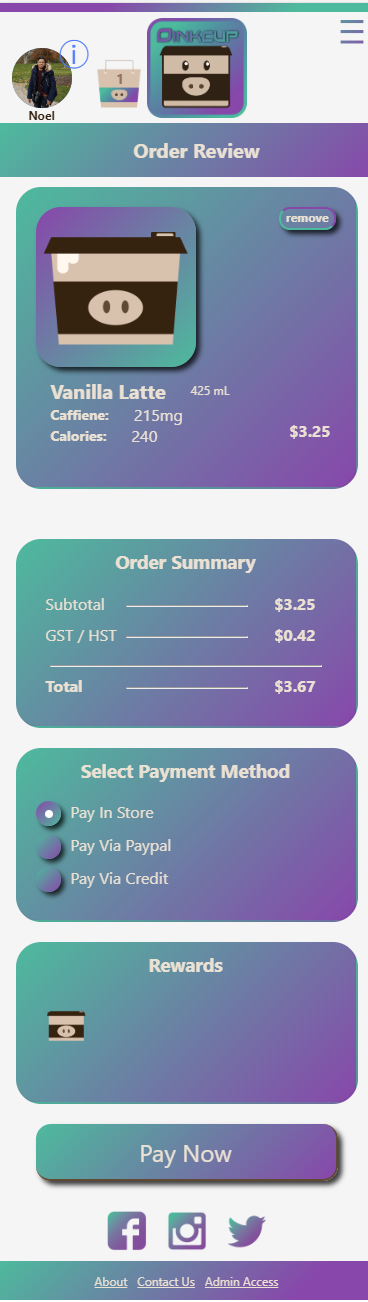 i
OINKCUP
1
Noel
Order Review
remove
Vanilla Latte 425 mL
Caffiene: 215mg
Calories: 240
$3.25
Order Summary
Subtotal $3.25
GST / HST $0.42
Total $3.67
Select Payment Method
Pay In Store
Pay Via Paypal
Pay Via Credit
Rewards
Pay Now
About Contact Us Admin Access